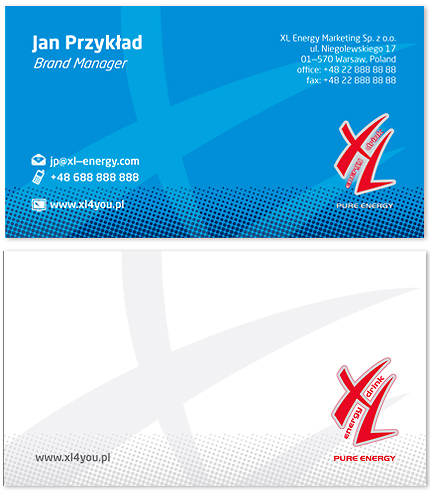 Jan Przykład
Brand Manager
XL Energy Marketing Sp. z o.o.
ul. Niegolewskiego 17
01–570 Warsaw, Poland
office: +48 22 888 88 88
fax: +48 22 888 88 88
jp@xl–energy.com
+48 688 888 888
www.xl4you.pl
XL
energy drink
PURE ENERGY
www.xl4you.pl
XL
energy drink
PURE ENERGY